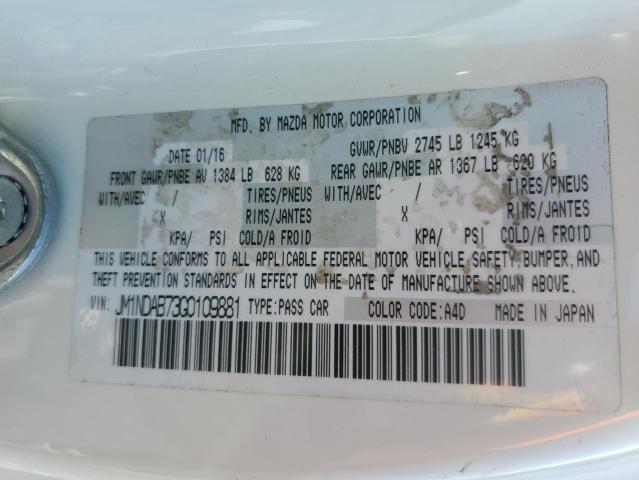 MFD. BY MAZDA MOTOR CORPORATION
DATE 01/16 GVWR/PNBV 2745 LB 1245 KG
FRONT GAWR/PNBE AV 1384 LB 628 KG REAR GAWR/PNBE AR 1367 LB 620 KG
WITH/AVEC / TIRES/PNEUS WITH/AVEC / TIRES/PNEUS
X RIMS/JANTES X RIMS/JANTES
KPA/ PSI COLD/A FROID KPA/ PSI COLD/A FROID
THIS VEHICLE CONFORMS TO ALL APPLICABLE FEDERAL MOTOR VEHICLE SAFETY, BUMPER, AND
THEFT PREVENTION STANDARDS IN EFFECT ON THE DATE OF MANUFACTURE SHOWN ABOVE.
VIN: JM1NDAB73G0109881 TYPE:PASS CAR COLOR CODE:A4D MADE IN JAPAN